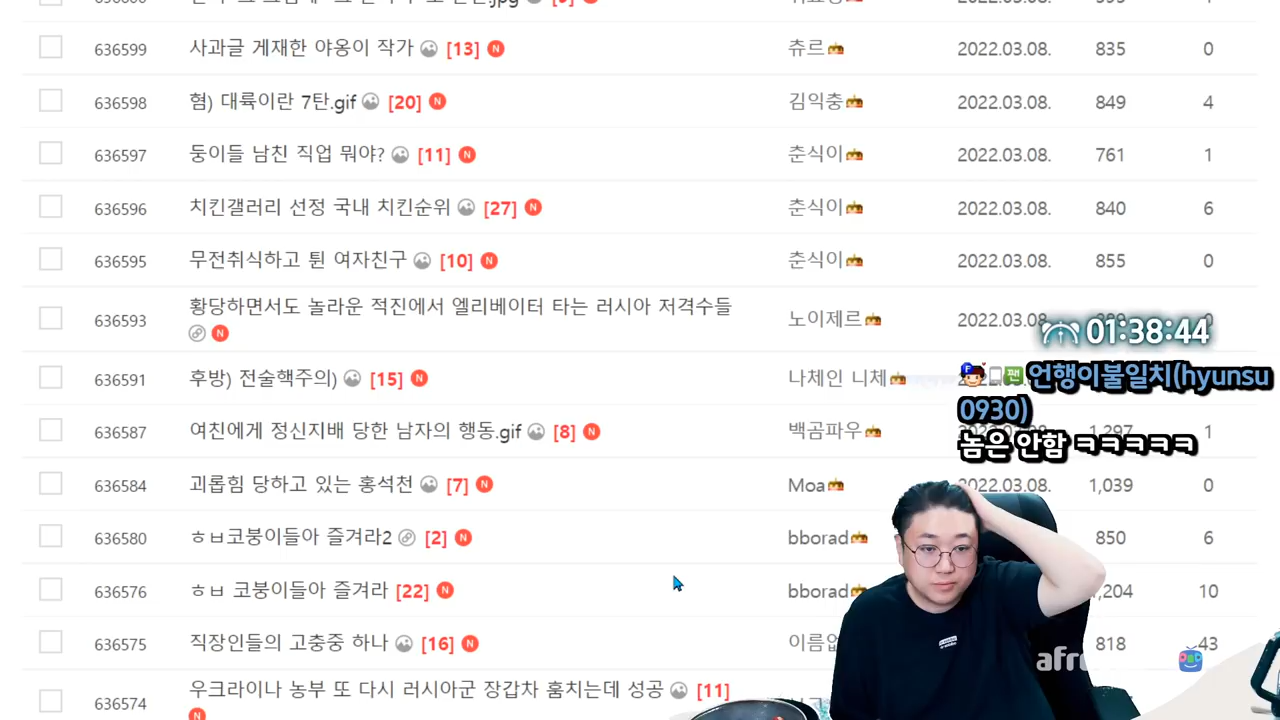 636599 사과글 게재한 야옹이 작가 [13] N 츄르 2022.03.08. 835 0
636598 혐) 대륙이란 7탄.gif [20] N 김익충 2022.03.08. 849 4
636597 둥이들 남친 직업 뭐야? [11] N 춘식이 2022.03.08. 761 1
636596 치킨갤러리 선정 국내 치킨순위 [27] N 춘식이 2022.03.08. 840 6
636595 무전취식하고 튄 여자친구 [10] N 춘식이 2022.03.08. 855 0
636593 황당하면서도 놀라운 적진에서 엘리베이터 타는 러시아 저격수들 노이제르 2022.03.08
N
01:38:44
636591 후방) 전술핵주의) [15] N 나체인 니체
F 팬 언행이불일치(hyunsu
0930)
636587 여친에게 정신지배 당한 남자의 행동.gif [8] N 백곰파우 1,297 1
놈은 안함 ㅋㅋㅋㅋㅋ
636584 괴롭힘 당하고 있는 홍석천 [7] N Moa 2022.03.08. 1,039 0
636580 ㅎㅂ코붕이들아 즐겨라2 [2] N bborad 850 6
636576 ㅎㅂ 코붕이들아 즐겨라 [22] N bborad 1,204 10
636575 직장인들의 고충중 하나 [16] N 818 43
636574 우크라이나 농부 또 다시 러시아군 장갑차 훔치는데 성공 [11]
N